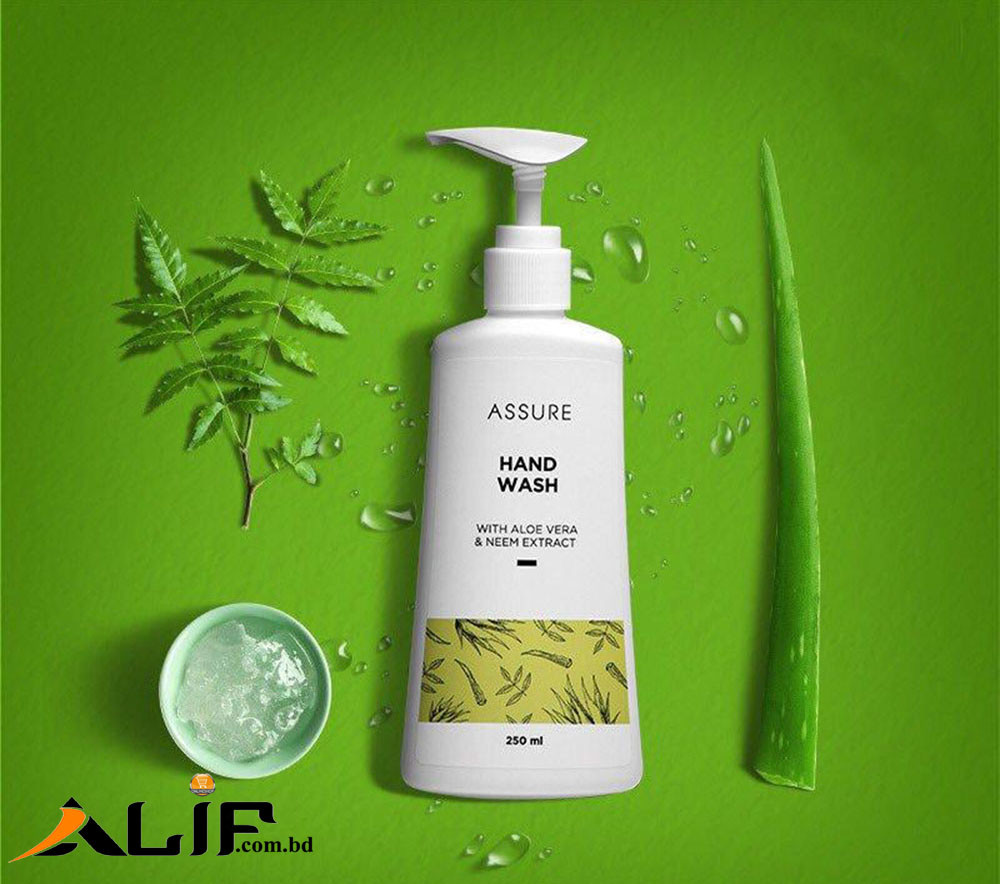 ASSURE
HAND
WASH
WITH ALOE VERA
& NEEM EXTRACT
250 ml
ALIF.com.bd